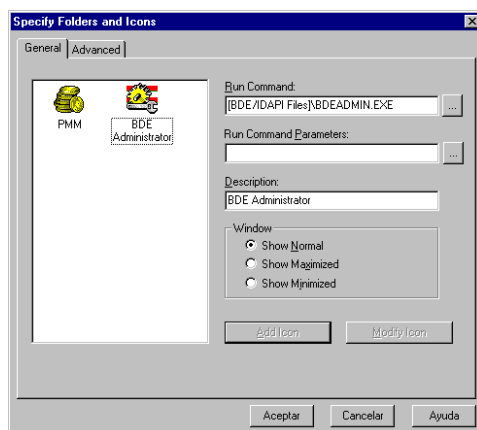 Specify Folders and Icons
General Advanced
PMM
BDE
Administrator
Run Command:
[BDE/IDAPI Files]\BDEADMIN.EXE
...
Run Command Parameters:
...
Description:
BDE Administrator
Window
Show Normal
Show Maximized
Show Minimized
Add Icon Modify Icon
Aceptar Cancelar Ayuda